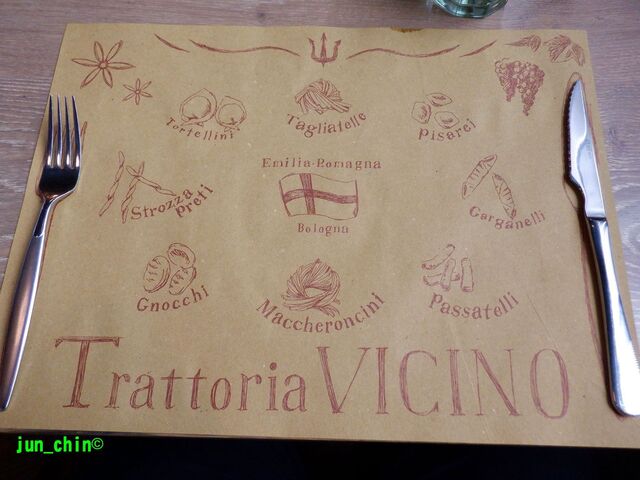 Tortellini
Tagliatelle
Pisarei
Emilia-Romagna
Strozza
preti
Bologna
Garganelli
Gnocchi
Maccheroncini
Passatelli
Trattoria VICINO
jun_chin©